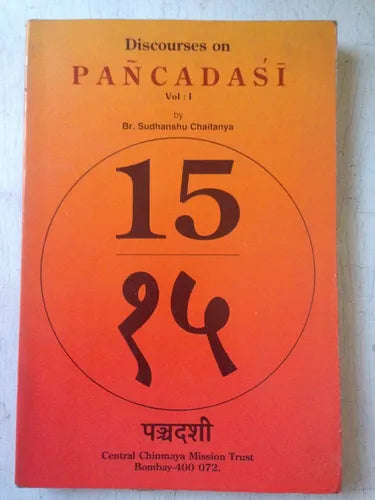 Discourses on
PAÑCADAŚĪ
Vol : I
by
Br. Sudhanshu Chaitanya
15
१५
पञ्चदशी
Central Chinmaya Mission Trust
Bombay-400 072.